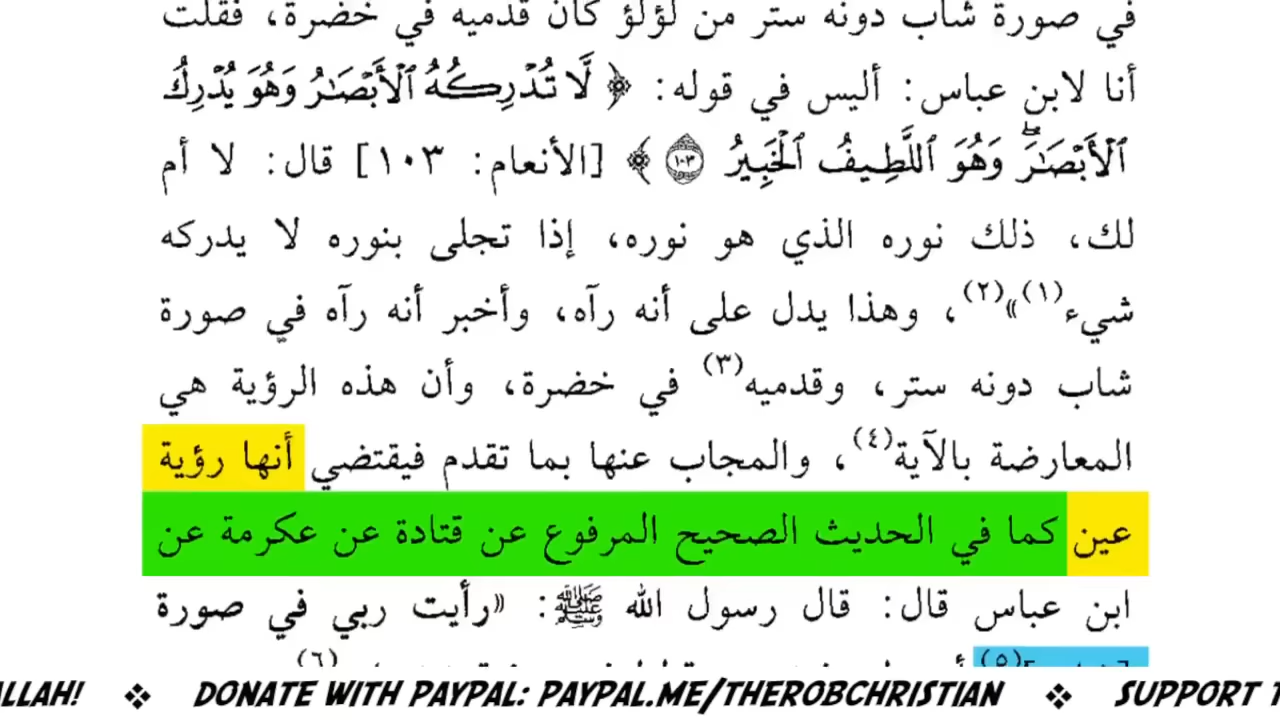 في صورة شاب دونه ستر من لؤلؤ كأن قدميه في خضرة، فقلت
أنا لابن عباس: أليس في قوله: ﴿ لَّا تُدْرِكُهُ ٱلْأَبْصَـٰرُ وَهُوَ يُدْرِكُ
ٱلْأَبْصَـٰرَ ۖ وَهُوَ ٱللَّطِيفُ ٱلْخَبِيرُ ١٠٣ ﴾ [الأنعام: ١٠٣] قال: لا أم
لك، ذلك نوره الذي هو نوره، إذا تجلى بنوره لا يدركه
شيء(١)»(٢)، وهذا يدل على أنه رآه، وأخبر أنه رآه في صورة
شاب دونه ستر، وقدميه(٣) في خضرة، وأن هذه الرؤية هي
المعارضة بالآية(٤)، والمجاب عنها بما تقدم فيقتضي أنها رؤية
عين كما في الحديث الصحيح المرفوع عن قتادة عن عكرمة عن
ابن عباس قال: قال رسول الله ﷺ: «رأيت ربي في صورة
(٥) (٦)
ALLAH! ❖ DONATE WITH PAYPAL: PAYPAL.ME/THEROBCHRISTIAN ❖ SUPPORT